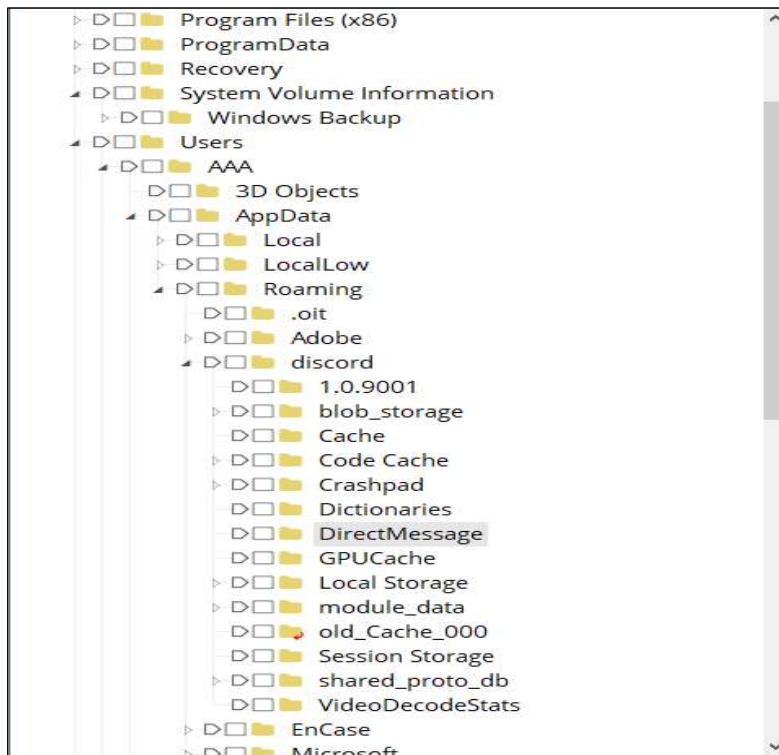 Program Files (x86)
ProgramData
Recovery
System Volume Information
Windows Backup
Users
AAA
3D Objects
AppData
Local
LocalLow
Roaming
.oit
Adobe
discord
1.0.9001
blob_storage
Cache
Code Cache
Crashpad
Dictionaries
DirectMessage
GPUCache
Local Storage
module_data
old_Cache_000
Session Storage
shared_proto_db
VideoDecodeStats
EnCase
Microsoft